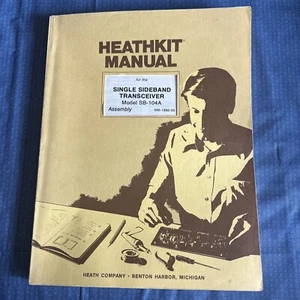 HEATHKIT®
MANUAL
for the
SINGLE SIDEBAND
TRANSCEIVER
Model SB-104A
Assembly
HEATH COMPANY • BENTON HARBOR, MICHIGAN